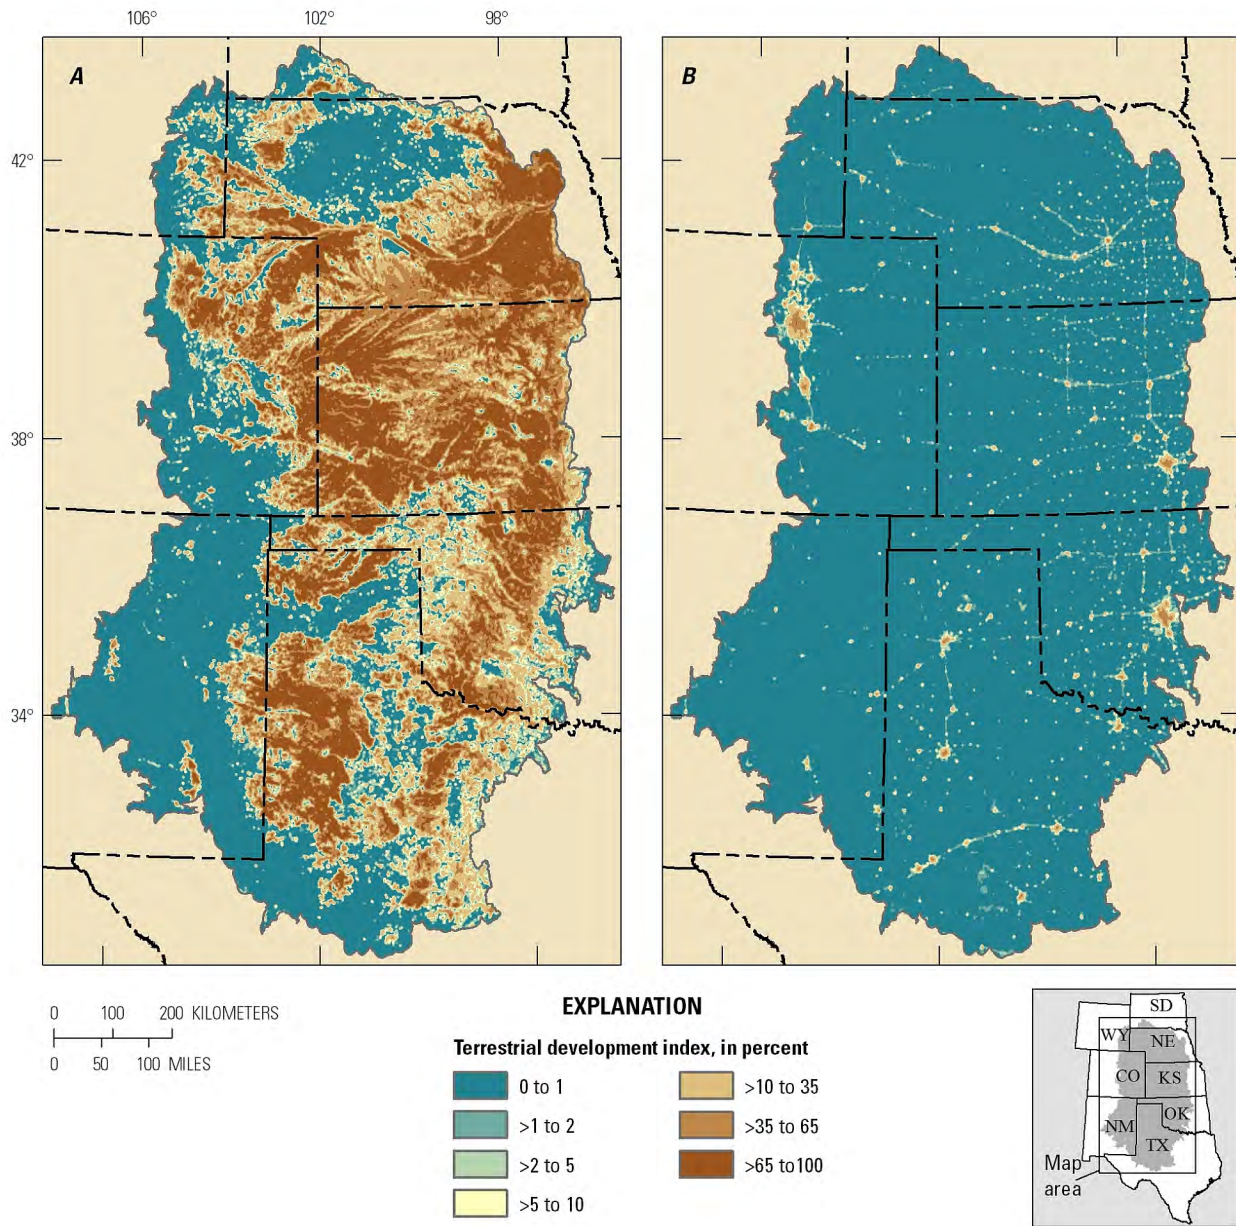 106°
102°
98°
A
B
42°
38°
34°
0 100 200 KILOMETERS
0 50 100 MILES
EXPLANATION
Terrestrial development index, in percent
0 to 1
>1 to 2
>2 to 5
>5 to 10
>10 to 35
>35 to 65
>65 to100
SD
WY
NE
CO
KS
OK
NM
TX
Map
area